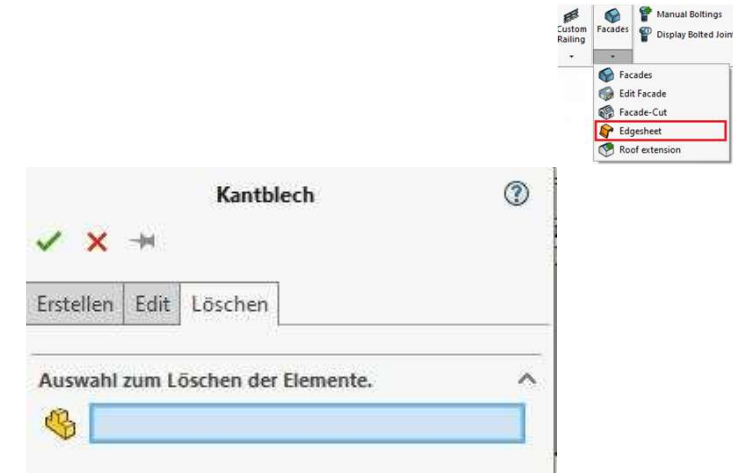 Custom
Railing
Facades
Manual Boltings
Display Bolted Join
Facades
Edit Facade
Facade-Cut
Edgesheet
Roof extension
Kantblech
Erstellen Edit Löschen
Auswahl zum Löschen der Elemente.